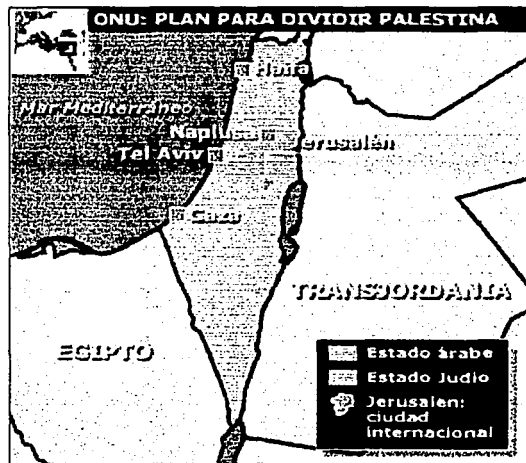 ONU: PLAN PARA DIVIDIR PALESTINA
Haifa
Mar Mediterráneo
Naplusa
Jerusalén
Tel Aviv
Gaza
TRANSJORDANIA
EGIPTO
Estado árabe
Estado Judío
Jerusalen:
ciudad
internacional